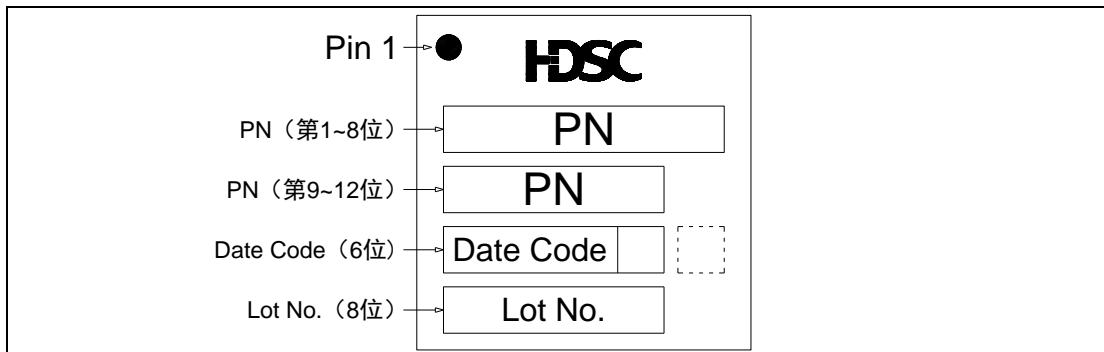 Pin 1 HDSC
PN（第1~8位） PN
PN（第9~12位） PN
Date Code（6位） Date Code
Lot No.（8位） Lot No.